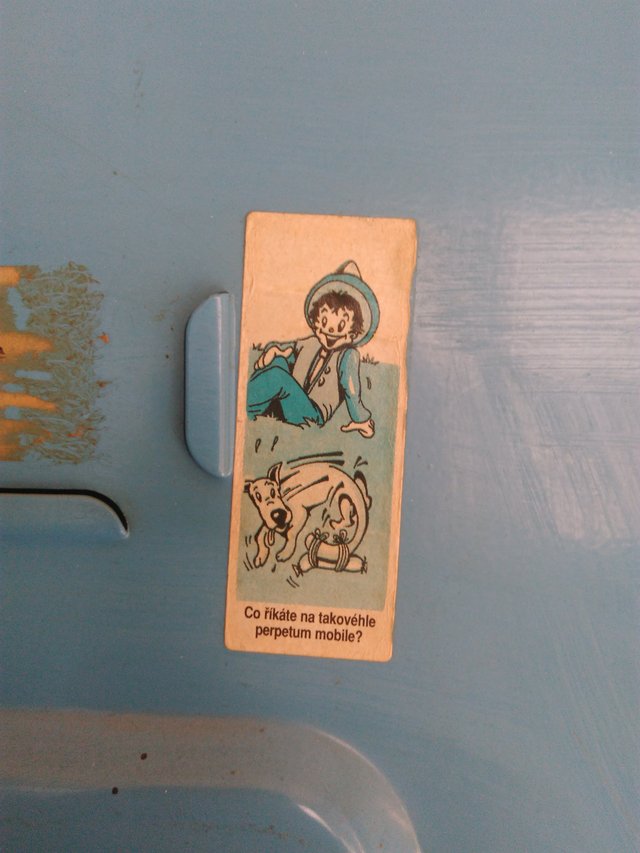 Co říkáte na takovéhle
perpetum mobile?